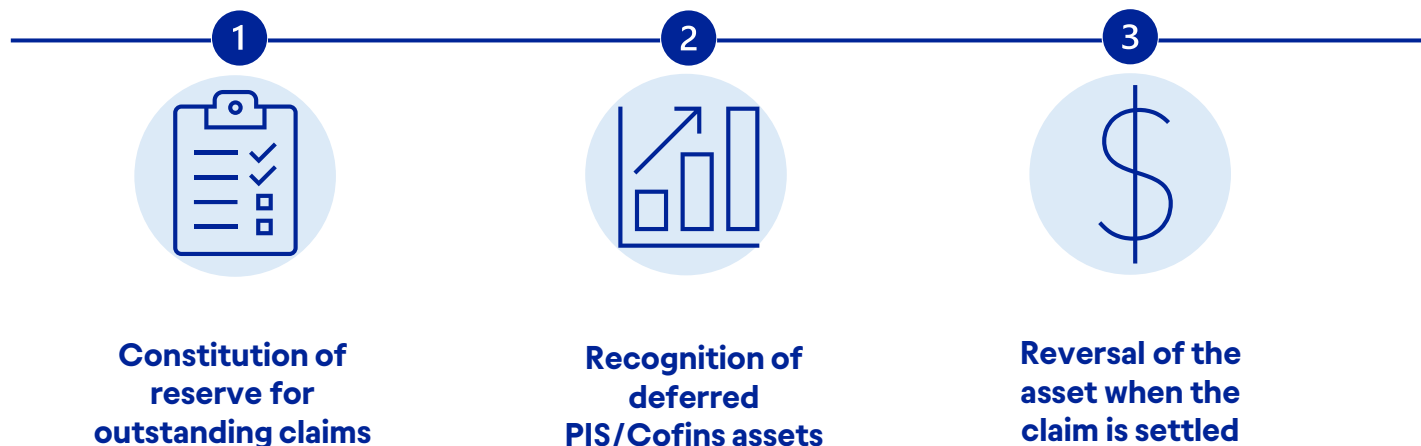 1
2
3
Constitution of
reserve for
outstanding claims
Recognition of
deferred
PIS/Cofins assets
Reversal of the
asset when the
claim is settled